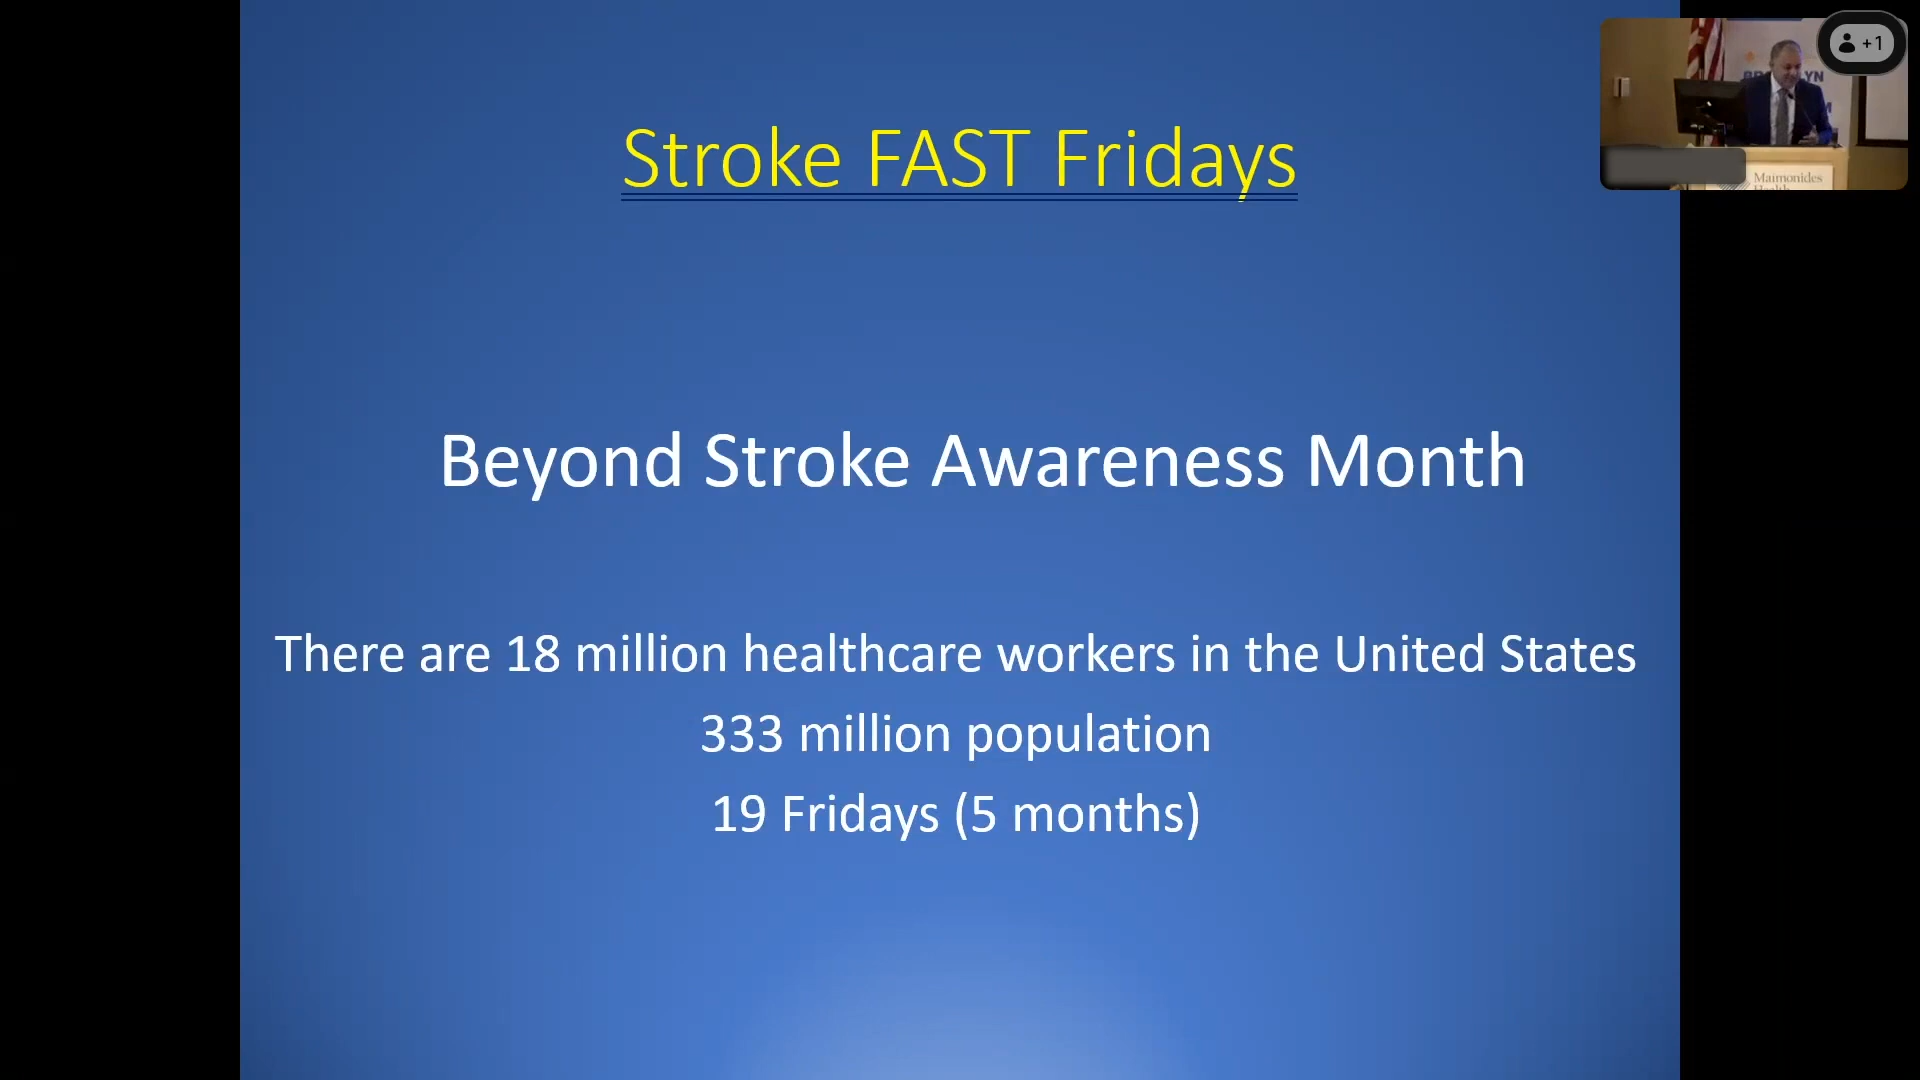 Stroke FAST Fridays
+1
Maimonides
Health
Beyond Stroke Awareness Month
There are 18 million healthcare workers in the United States
333 million population
19 Fridays (5 months)